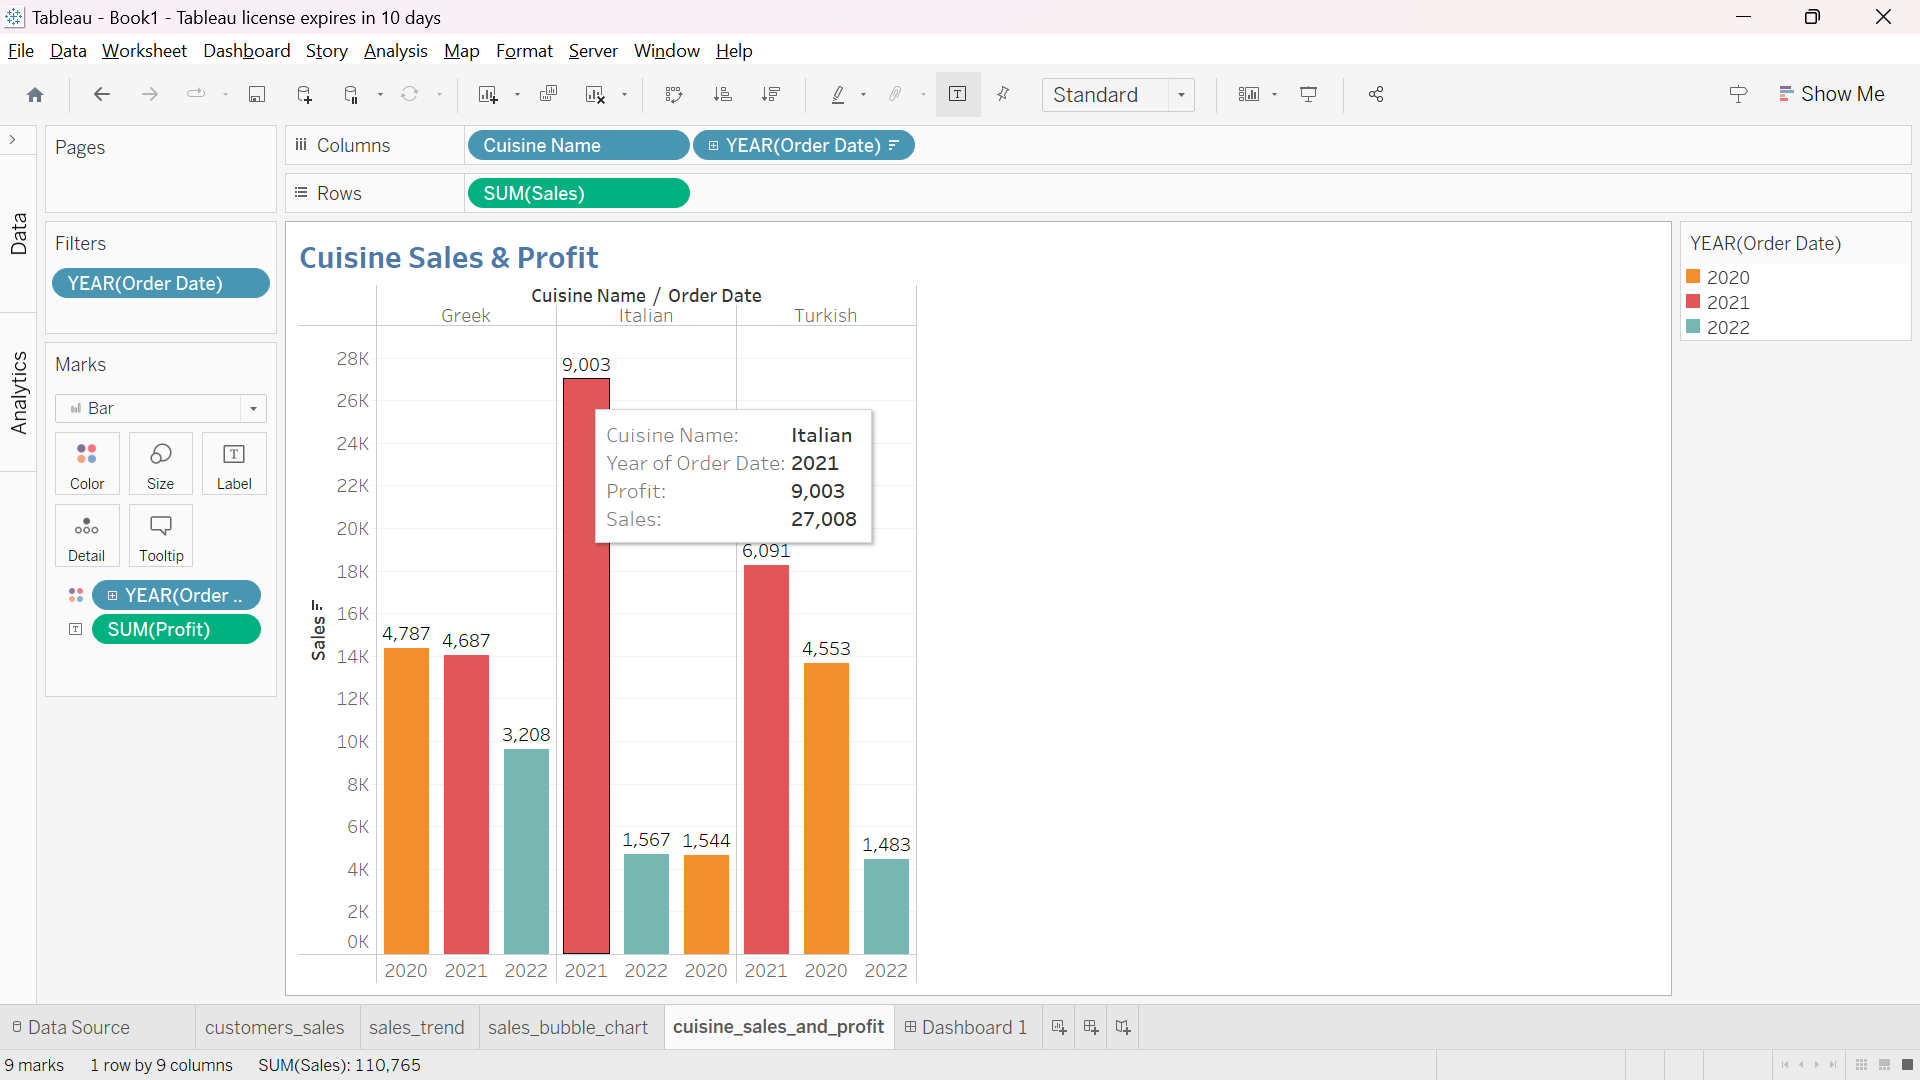 Tableau - Book1 - Tableau license expires in 10 days
File Data Worksheet Dashboard Story Analysis Map Format Server Window Help
Standard
Show Me
Pages
Columns
Cuisine Name
YEAR(Order Date)
Rows
SUM(Sales)
Data
Analytics
Filters
YEAR(Order Date)
Marks
Bar
Color
Size
Label
Detail
Tooltip
YEAR(Order ..
SUM(Profit)
Cuisine Sales & Profit
Cuisine Name / Order Date
Greek Italian Turkish
Sales
28K
26K
24K
22K
20K
18K
16K
14K
12K
10K
8K
6K
4K
2K
0K
4,787
4,687
3,208
9,003
1,567
1,544
6,091
4,553
1,483
Cuisine Name: Italian
Year of Order Date: 2021
Profit: 9,003
Sales: 27,008
2020 2021 2022 2021 2022 2020 2021 2020 2022
YEAR(Order Date)
2020
2021
2022
Data Source
customers_sales
sales_trend
sales_bubble_chart
cuisine_sales_and_profit
Dashboard 1
9 marks 1 row by 9 columns SUM(Sales): 110,765